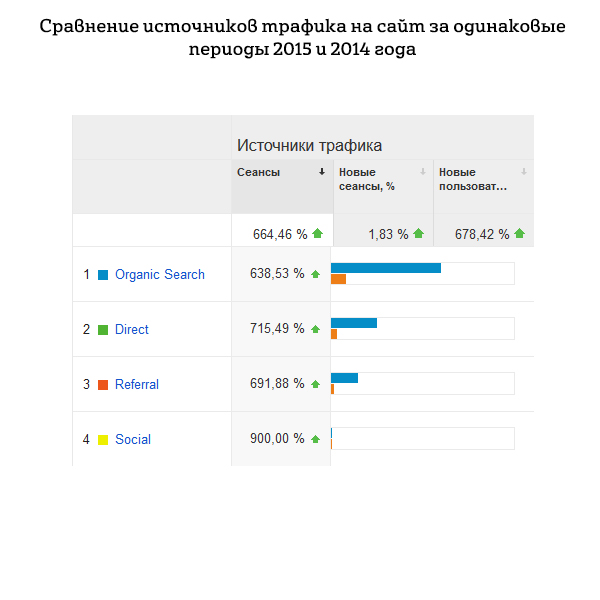 Сравнение источников трафика на сайт за одинаковые
периоды 2015 и 2014 года
Источники трафика
Сеансы
Новые
сеансы, %
Новые
пользоват...
664,46 %
1,83 %
678,42 %
1 Organic Search 638,53 %
2 Direct 715,49 %
3 Referral 691,88 %
4 Social 900,00 %